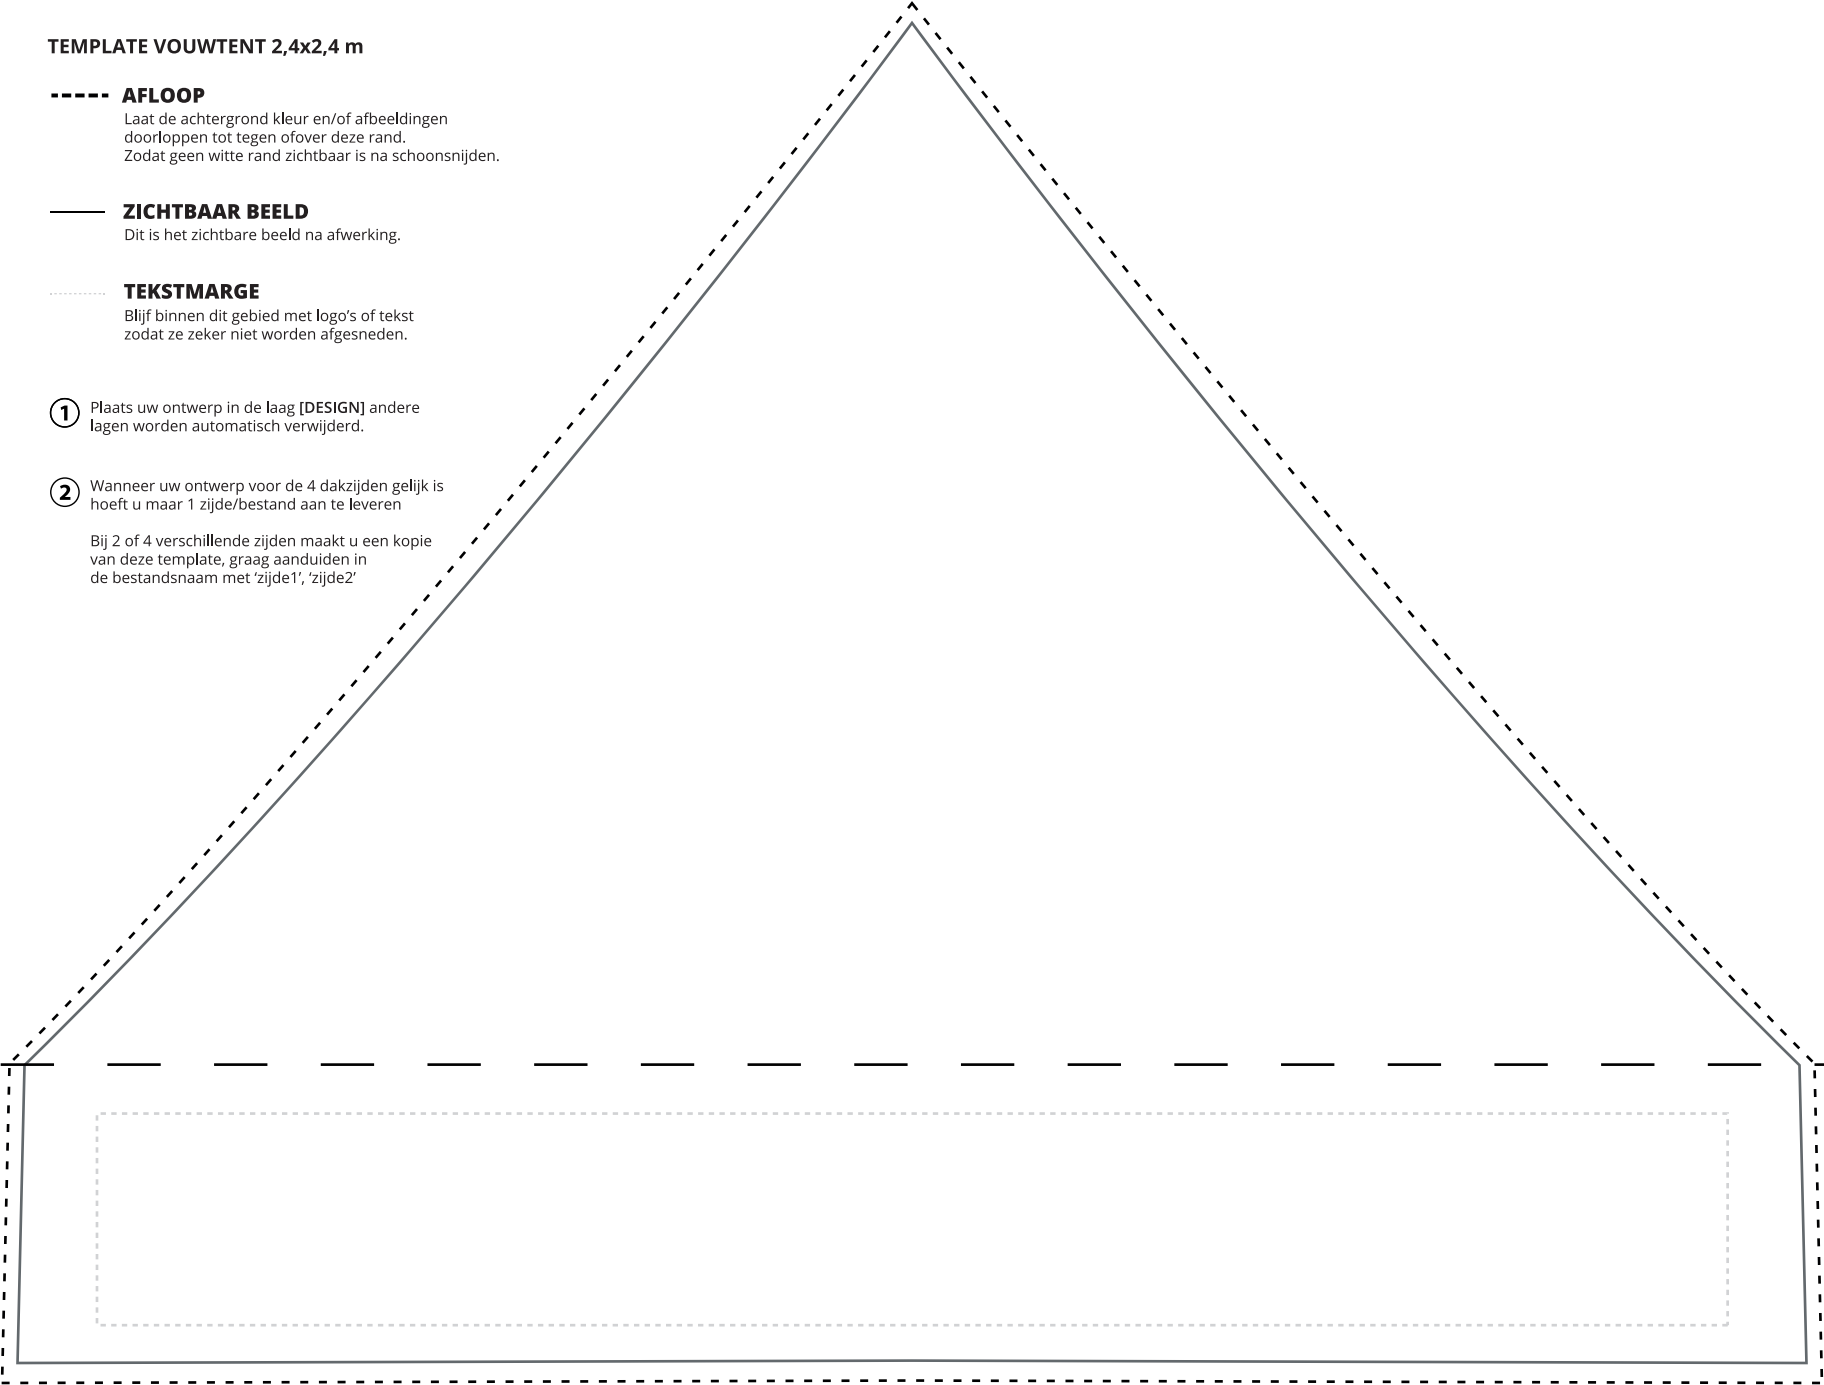 TEMPLATE VOUWTENT 2,4x2,4 m
AFLOOP
Laat de achtergrond kleur en/of afbeeldingen
doorloppen tot tegen ofover deze rand.
Zodat geen witte rand zichtbaar is na schoonsnijden.
ZICHTBAAR BEELD
Dit is het zichtbare beeld na afwerking.
TEKSTMARGE
Blijf binnen dit gebied met logo’s of tekst
zodat ze zeker niet worden afgesneden.
1 Plaats uw ontwerp in de laag [DESIGN] andere
lagen worden automatisch verwijderd.
2 Wanneer uw ontwerp voor de 4 dakzijden gelijk is
hoeft u maar 1 zijde/bestand aan te leveren
Bij 2 of 4 verschillende zijden maakt u een kopie
van deze template, graag aanduiden in
de bestandsnaam met ‘zijde1’, ‘zijde2’